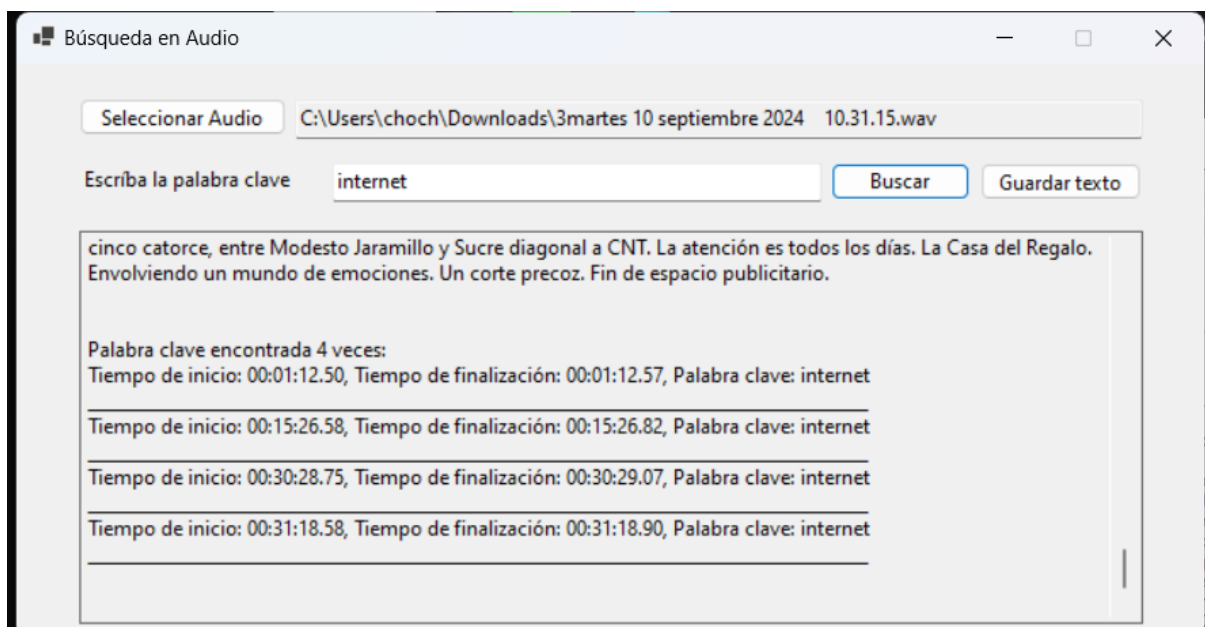 Búsqueda en Audio
Seleccionar Audio C:\Users\choch\Downloads\3martes 10 septiembre 2024    10.31.15.wav
Escríba la palabra clave internet Buscar Guardar texto
cinco catorce, entre Modesto Jaramillo y Sucre diagonal a CNT. La atención es todos los días. La Casa del Regalo.
Envolviendo un mundo de emociones. Un corte precoz. Fin de espacio publicitario.
Palabra clave encontrada 4 veces:
Tiempo de inicio: 00:01:12.50, Tiempo de finalización: 00:01:12.57, Palabra clave: internet
Tiempo de inicio: 00:15:26.58, Tiempo de finalización: 00:15:26.82, Palabra clave: internet
Tiempo de inicio: 00:30:28.75, Tiempo de finalización: 00:30:29.07, Palabra clave: internet
Tiempo de inicio: 00:31:18.58, Tiempo de finalización: 00:31:18.90, Palabra clave: internet